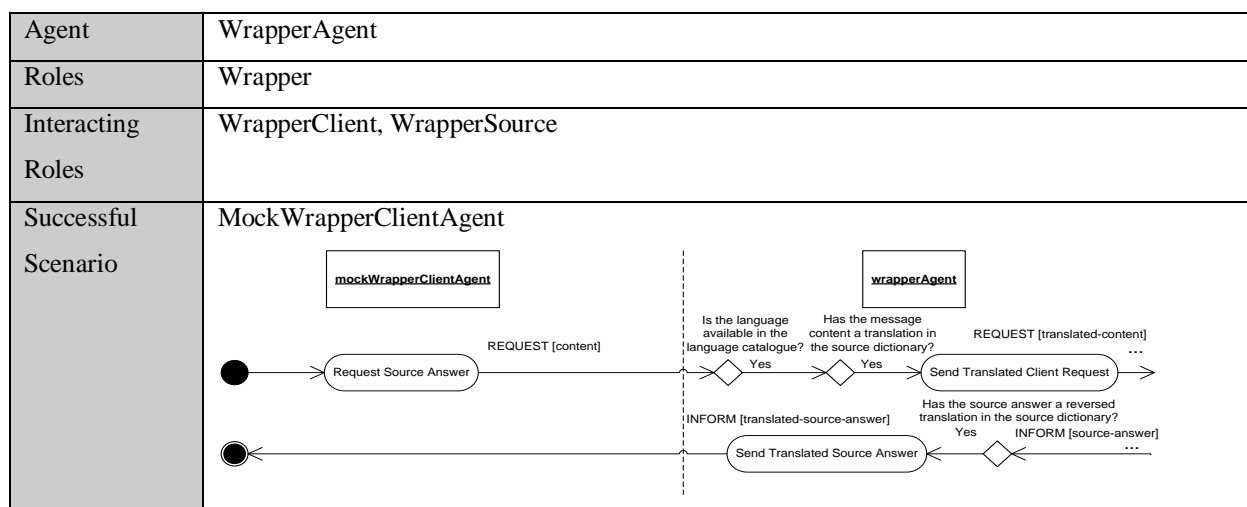 Agent WrapperAgent
Roles Wrapper
Interacting WrapperClient, WrapperSource
Roles
Successful MockWrapperClientAgent
Scenario
mockWrapperClientAgent
wrapperAgent
Is the language
available in the
language catalogue?
Has the message
content a translation in
the source dictionary?
REQUEST [content]
REQUEST [translated-content]
...
Request Source Answer
Yes
Yes
Send Translated Client Request
Has the source answer a reversed
translation in the source dictionary?
INFORM [translated-source-answer]
Yes
INFORM [source-answer]
...
Send Translated Source Answer